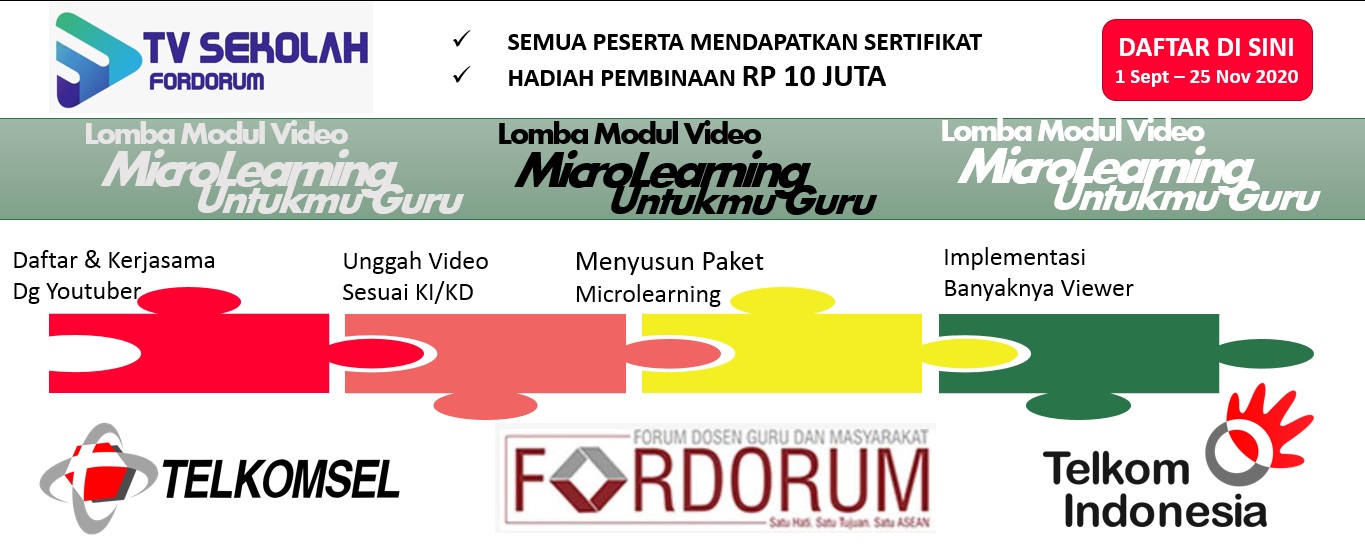 TV SEKOLAH
FORDORUM
✓ SEMUA PESERTA MENDAPATKAN SERTIFIKAT
✓ HADIAH PEMBINAAN RP 10 JUTA
DAFTAR DI SINI
1 Sept – 25 Nov 2020
Lomba Modul Video
MicroLearning
Untukmu Guru
Lomba Modul Video
MicroLearning
Untukmu Guru
Lomba Modul Video
MicroLearning
Untukmu Guru
Daftar & Kerjasama
Dg Youtuber
Unggah Video
Sesuai KI/KD
Menyusun Paket
Microlearning
Implementasi
Banyaknya Viewer
TELKOMSEL
FORUM DOSEN GURU DAN MASYARAKAT
FORDORUM
Satu Hati. Satu Tujuan. Satu ASEAN
Telkom
Indonesia